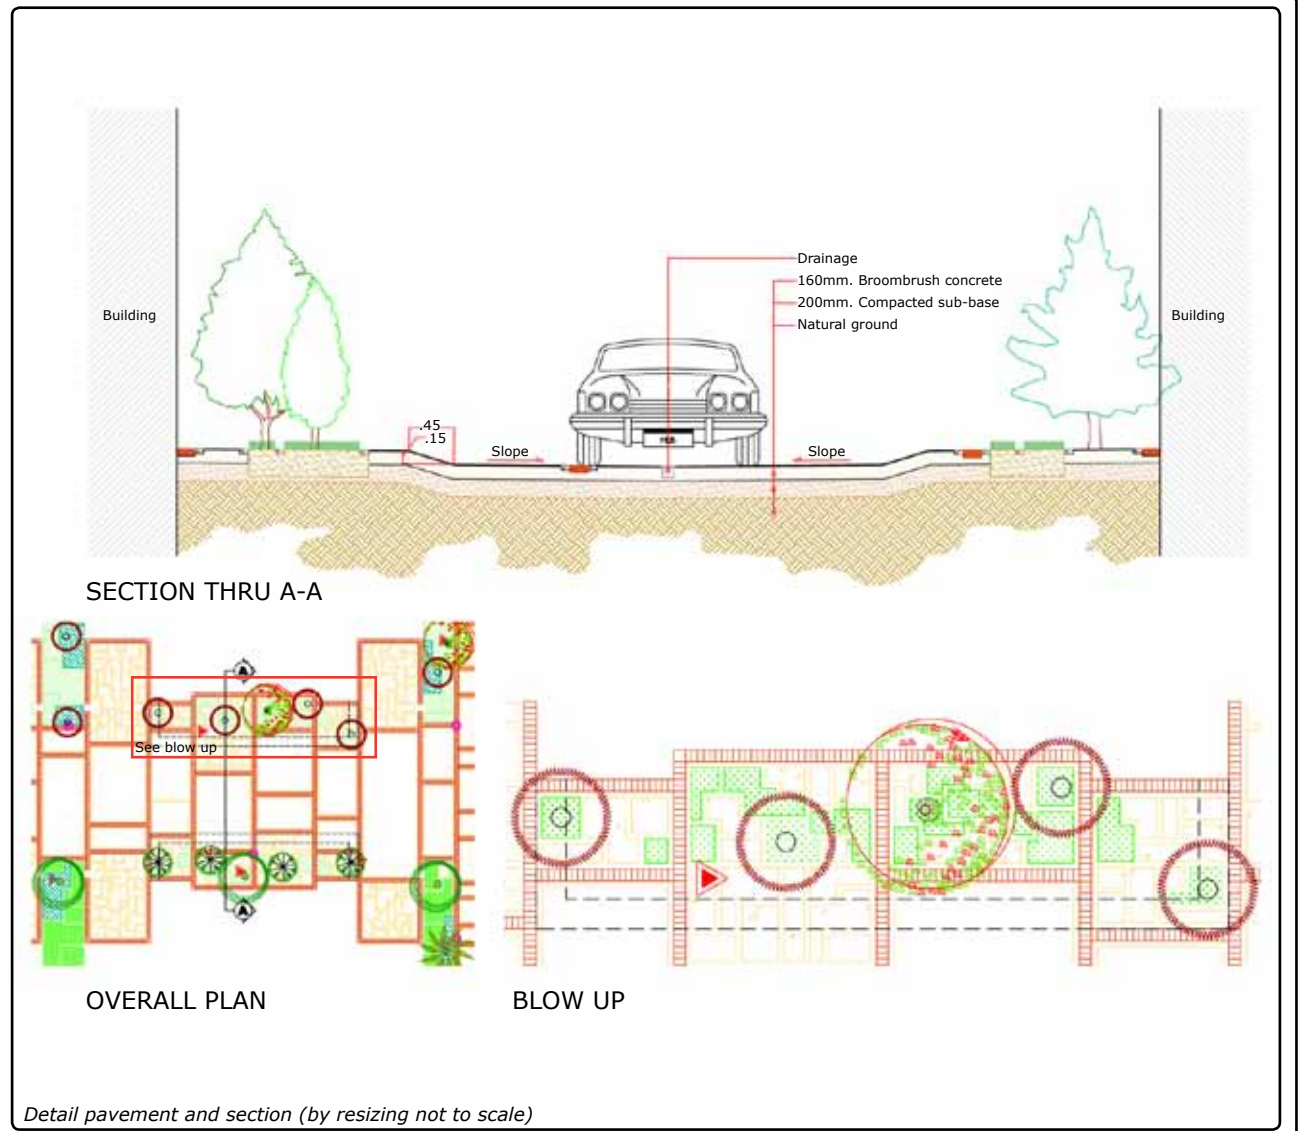 Drainage
160mm. Broombrush concrete
200mm. Compacted sub-base
Natural ground
Building
Building
.45
.15
Slope
Slope
SECTION THRU A-A
A
See blow up
A
OVERALL PLAN
BLOW UP
Detail pavement and section (by resizing not to scale)